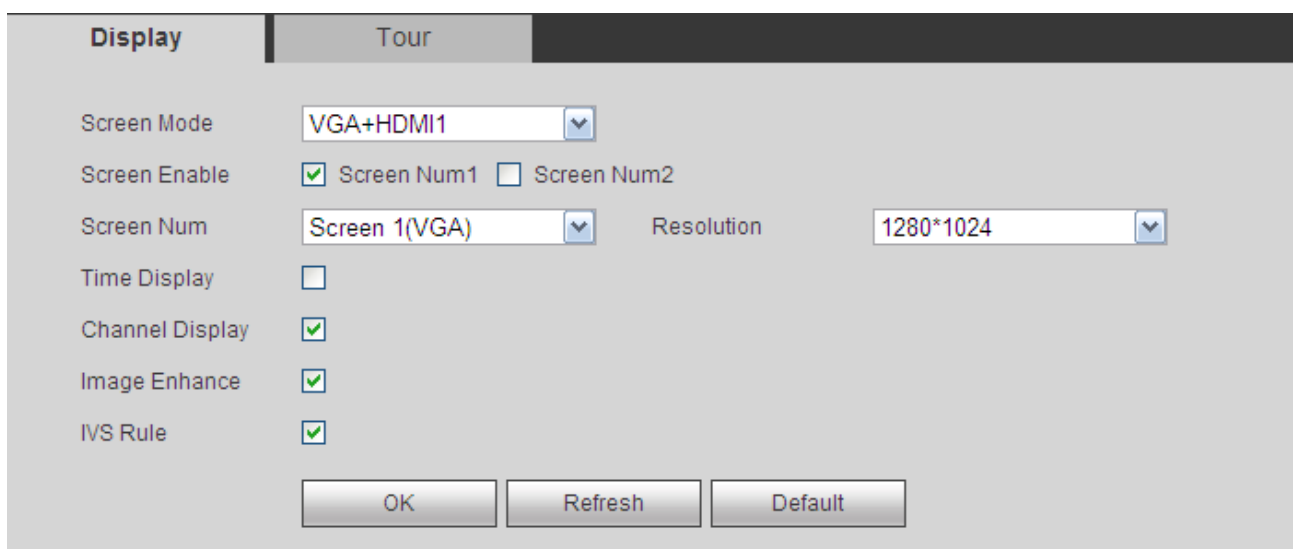 Display Tour
Screen Mode VGA+HDMI1
Screen Enable Screen Num1 Screen Num2
Screen Num Screen 1(VGA) Resolution 1280*1024
Time Display
Channel Display
Image Enhance
IVS Rule
OK Refresh Default